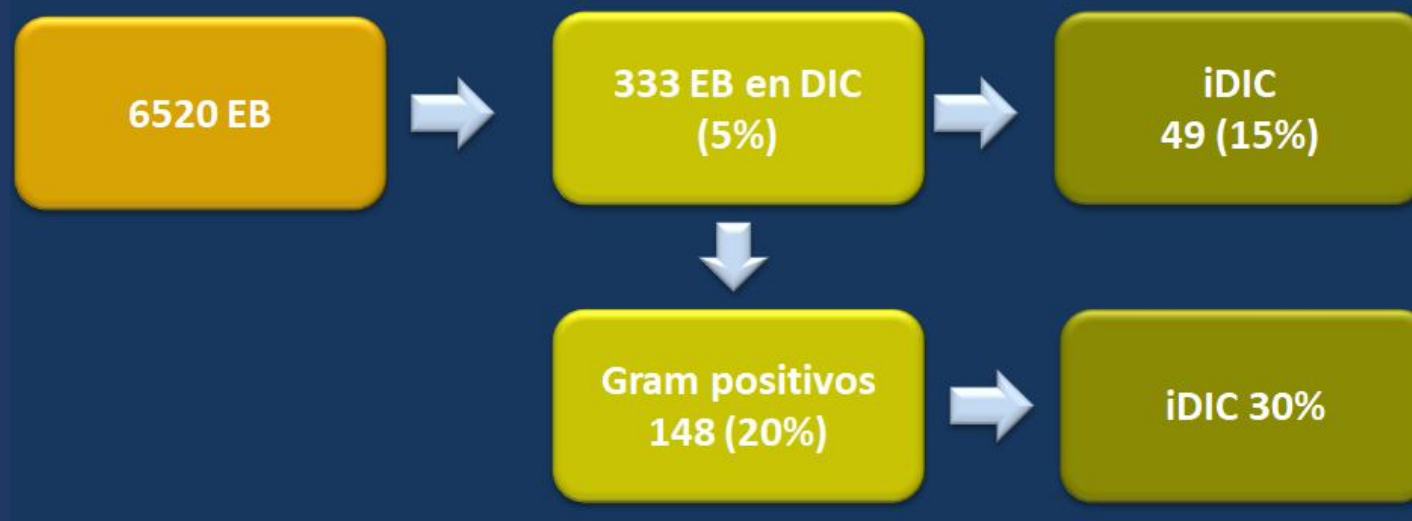 6520 EB
333 EB en DIC
(5%)
iDIC
49 (15%)
Gram positivos
148 (20%)
iDIC 30%